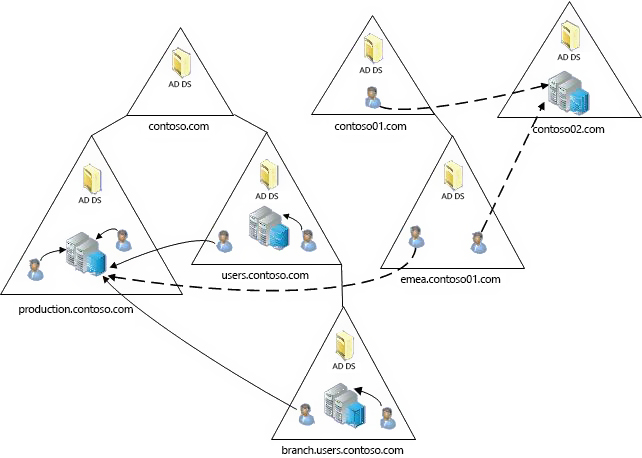 AD DS
AD DS
AD DS
contoso.com
contoso01.com
contoso02.com
AD DS
AD DS
AD DS
users.contoso.com
emea.contoso01.com
production.contoso.com
AD DS
branch.users.contoso.com